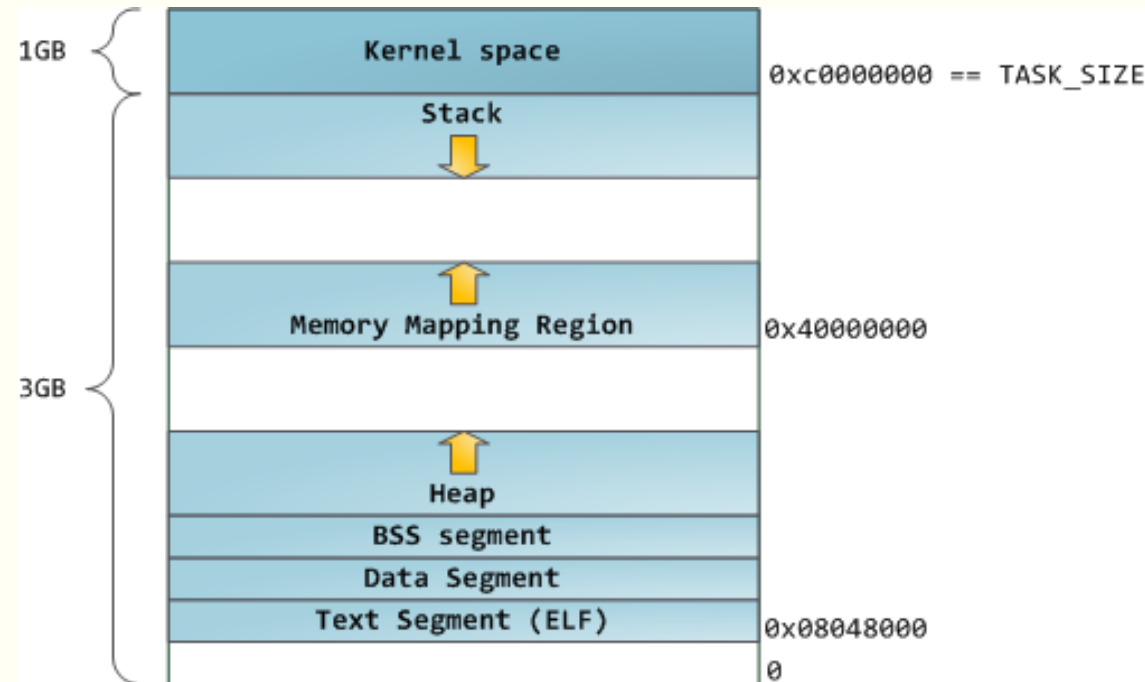 1GB
Kernel space
0xc0000000 == TASK_SIZE
Stack
Memory Mapping Region
0x40000000
3GB
Heap
BSS segment
Data Segment
Text Segment (ELF)
0x08048000
0